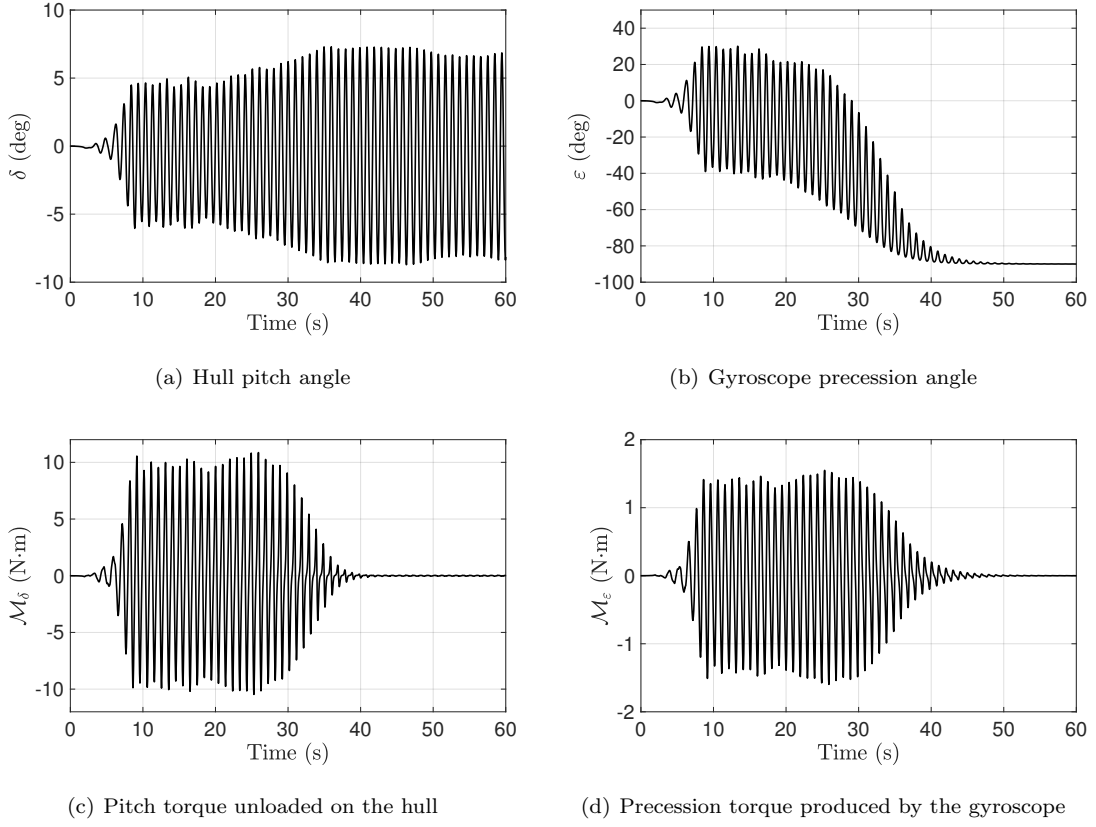 10
5
0
-5
-10
δ (deg)
0 10 20 30 40 50 60
Time (s)
(a) Hull pitch angle
40
20
0
-20
-40
-60
-80
-100
ε (deg)
0 10 20 30 40 50 60
Time (s)
(b) Gyroscope precession angle
10
5
0
-5
-10
ℳδ (N·m)
0 10 20 30 40 50 60
Time (s)
(c) Pitch torque unloaded on the hull
2
1
0
-1
-2
ℳε (N·m)
0 10 20 30 40 50 60
Time (s)
(d) Precession torque produced by the gyroscope